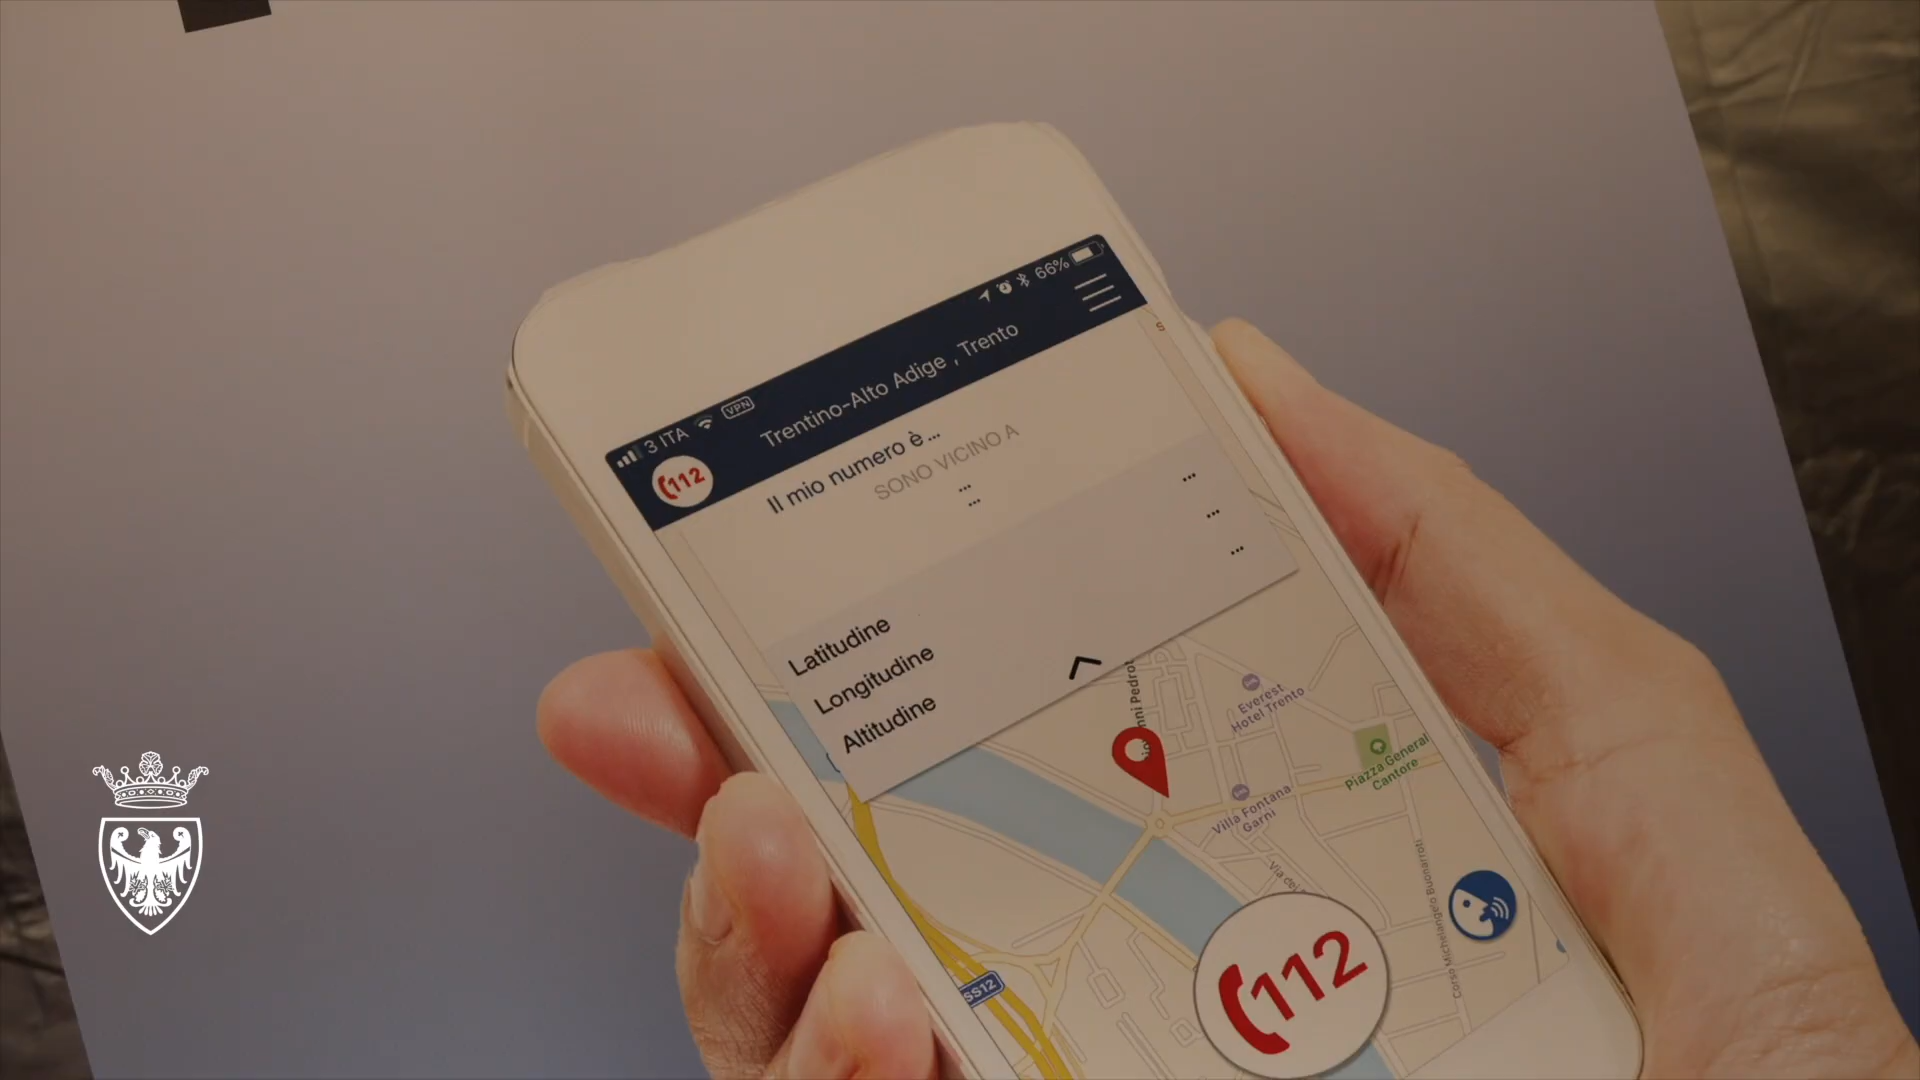 3 ITA VPN 66%
112
Trentino-Alto Adige , Trento
Il mio numero è ...
SONO VICINO A
...
...
Latitudine ...
Longitudine ...
Altitudine ...
Everest
Hotel Trento
Piazza General
Cantore
Villa Fontana
Garnì
Corso Michelangelo Buonarroti
SS12
112